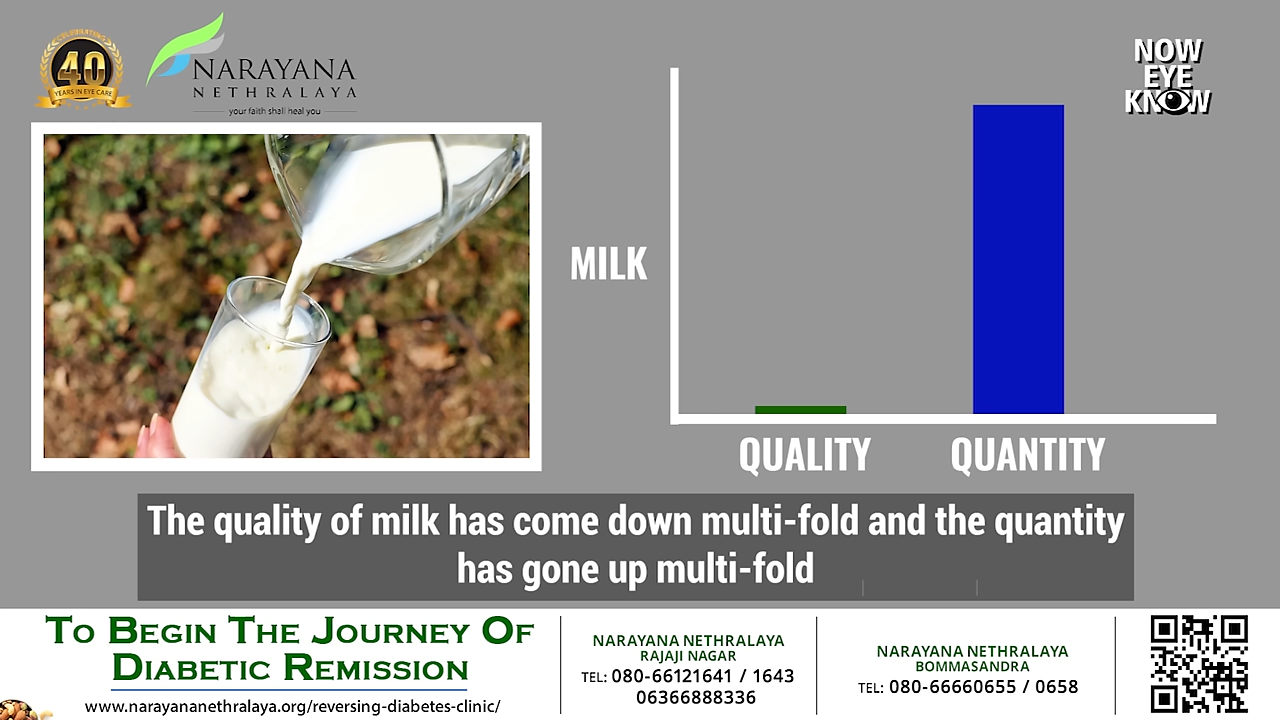 CELEBRATING
40
YEARS IN EYE CARE
NARAYANA
NETHRALAYA
your faith shall heal you
NOW
EYE
KNOW
MILK
QUALITY
QUANTITY
The quality of milk has come down multi-fold and the quantity
has gone up multi-fold
TO BEGIN THE JOURNEY OF
DIABETIC REMISSION
www.narayananethralaya.org/reversing-diabetes-clinic/
NARAYANA NETHRALAYA
RAJAJI NAGAR
TEL: 080-66121641 / 1643
06366888336
NARAYANA NETHRALAYA
BOMMASANDRA
TEL: 080-66660655 / 0658